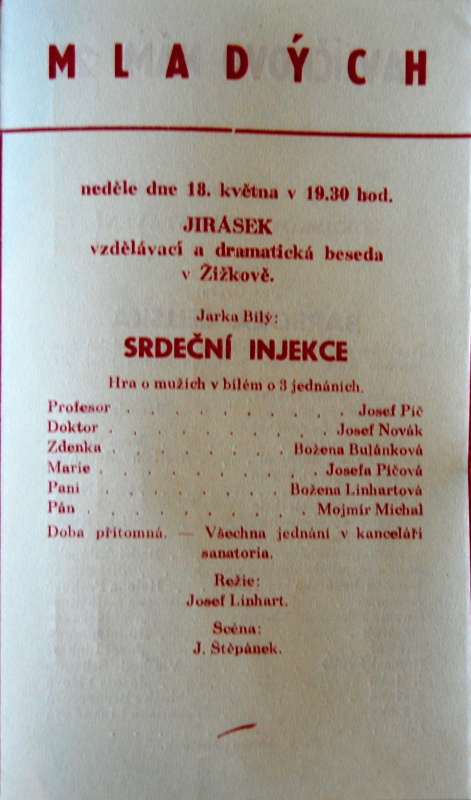 MLADÝCH
neděle dne 18. května v 19.30 hod.
JIRÁSEK
vzdělávací a dramatická beseda
v Žižkově.
Jarka Bílý:
SRDEČNÍ INJEKCE
Hra o mužích v bílém o 3 jednáních.
Profesor . . . . . . . . . Josef Píč
Doktor . . . . . . . . . Josef Novák
Zdenka . . . . . . . . Božena Bulánková
Marie . . . . . . . . . Josefa Píčová
Paní . . . . . . . . Božena Linhartová
Pán . . . . . . . . . Mojmír Michal
Doba přítomná. — Všechna jednání v kanceláři
sanatoria.
Režie:
Josef Linhart.
Scéna:
J. Štěpánek.